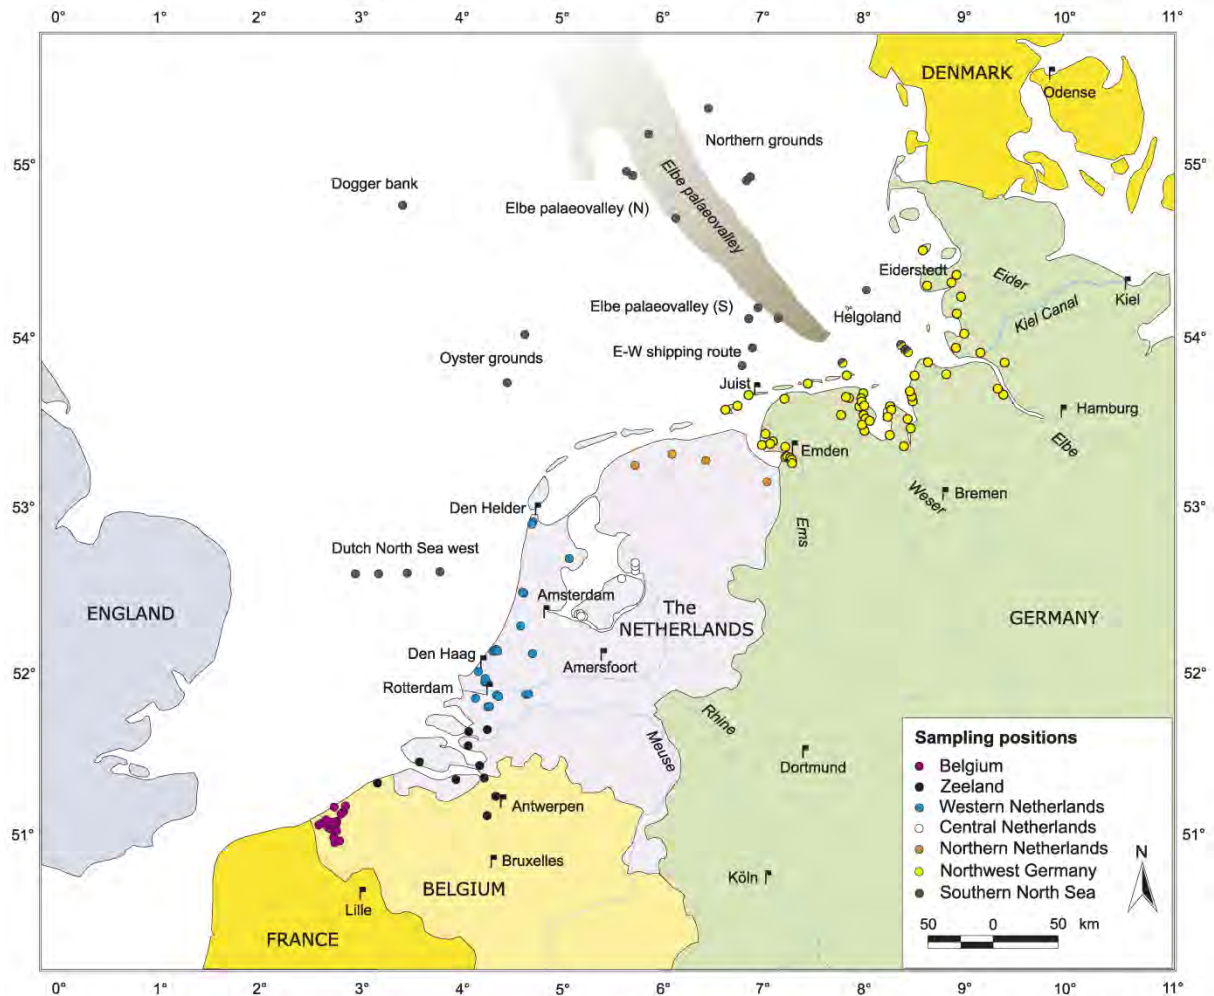 0° 1° 2° 3° 4° 5° 6° 7° 8° 9° 10° 11°
DENMARK
Odense
Northern grounds
55° 55°
Elbe palaeovalley
Dogger bank
Elbe palaeovalley (N)
Eiderstedt
Eider
Kiel
Elbe palaeovalley (S)
Helgoland
Kiel Canal
54° 54°
E-W shipping route
Oyster grounds
Juist
Hamburg
Elbe
Emden
Weser
Bremen
Den Helder
53° 53°
Ems
Dutch North Sea west
Amsterdam
ENGLAND
The
NETHERLANDS
GERMANY
Den Haag
Amersfoort
52° 52°
Rotterdam
Rhine
Meuse
Dortmund
Antwerpen
51° 51°
Bruxelles
Köln
BELGIUM
Lille
FRANCE
Sampling positions
Belgium
Zeeland
Western Netherlands
Central Netherlands
Northern Netherlands
Northwest Germany
Southern North Sea
N
50 0 50 km
0° 1° 2° 3° 4° 5° 6° 7° 8° 9° 10° 11°